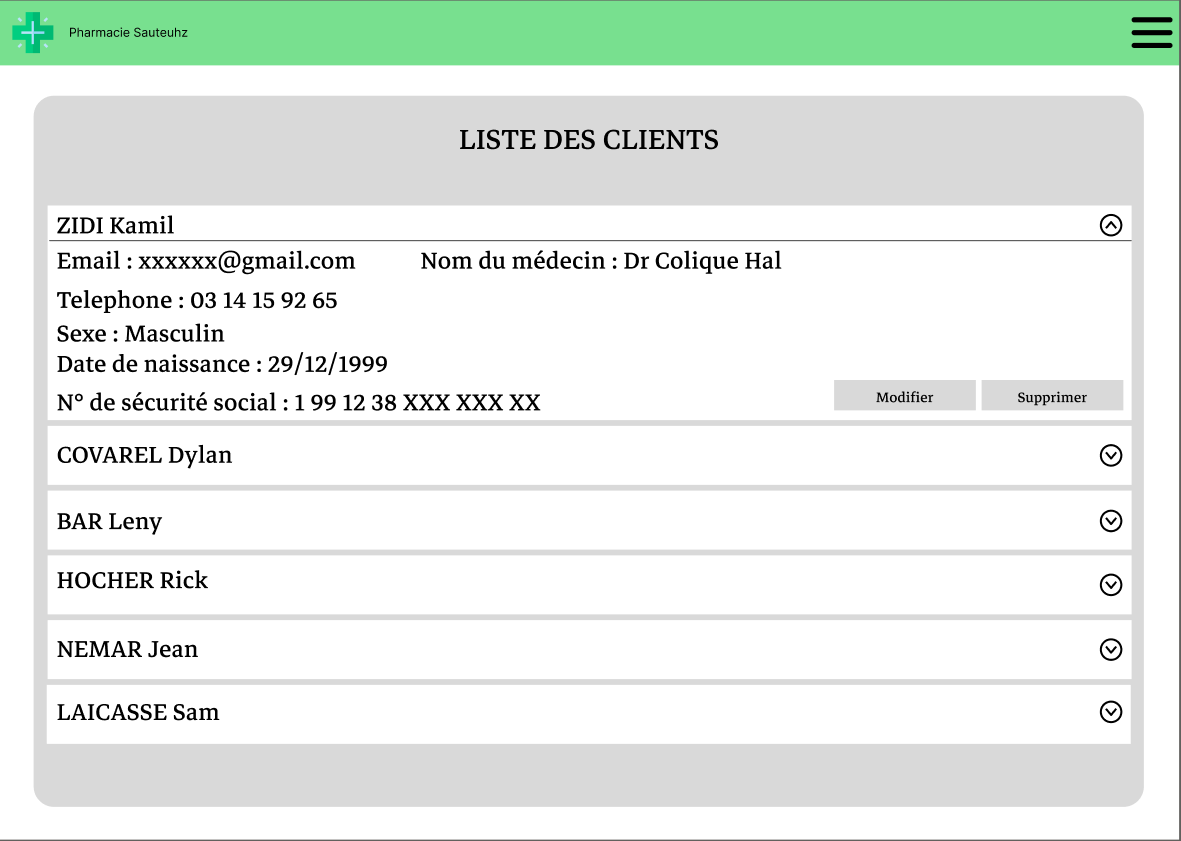 Pharmacie Sauteuhz
LISTE DES CLIENTS
ZIDI Kamil
Email : xxxxxx@gmail.com
Nom du médecin : Dr Colique Hal
Telephone : 03 14 15 92 65
Sexe : Masculin
Date de naissance : 29/12/1999
N° de sécurité social : 1 99 12 38 XXX XXX XX
Modifier
Supprimer
COVAREL Dylan
BAR Leny
HOCHER Rick
NEMAR Jean
LAICASSE Sam